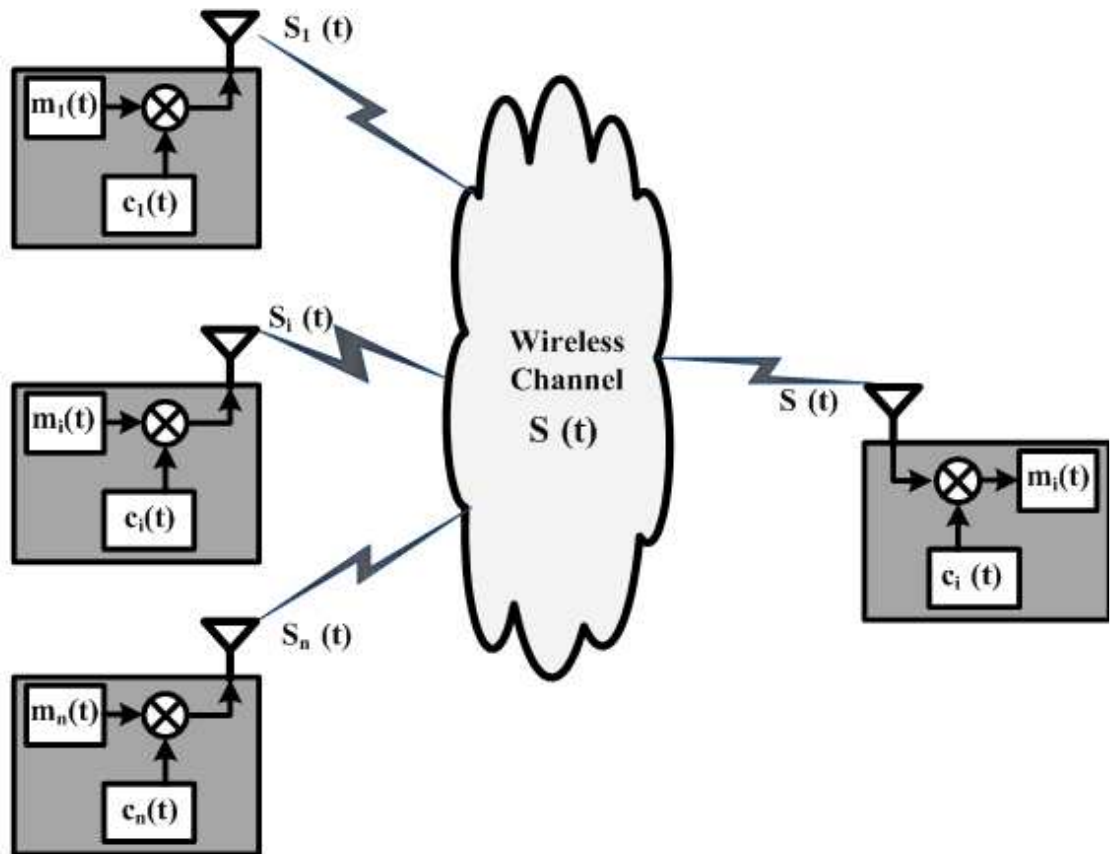 S₁ (t)
m₁(t)
c₁(t)
Sᵢ (t)
mᵢ(t)
cᵢ(t)
Sₙ (t)
mₙ(t)
cₙ(t)
Wireless
Channel
S (t)
S (t)
mᵢ(t)
cᵢ (t)